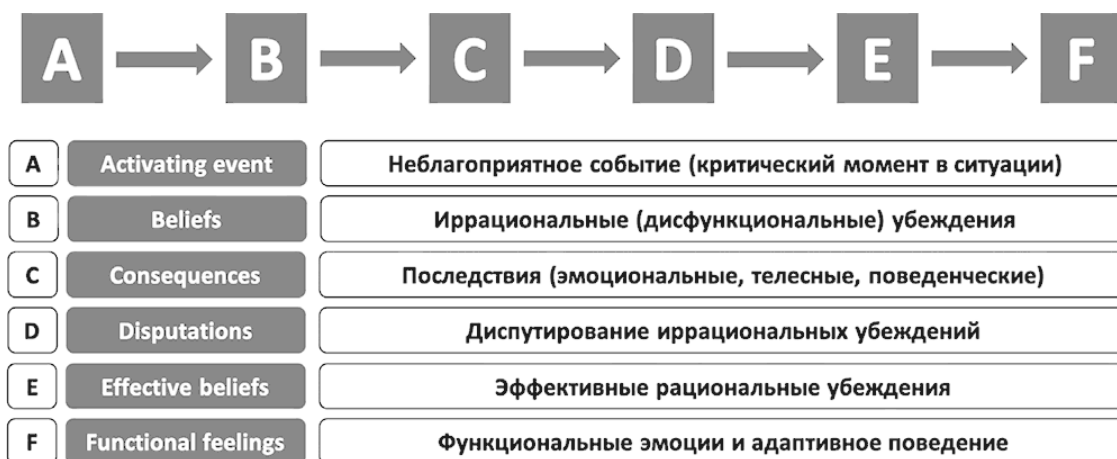 A B C D E F
A Activating event Неблагоприятное событие (критический момент в ситуации)
B Beliefs Иррациональные (дисфункциональные) убеждения
C Consequences Последствия (эмоциональные, телесные, поведенческие)
D Disputations Диспутирование иррациональных убеждений
E Effective beliefs Эффективные рациональные убеждения
F Functional feelings Функциональные эмоции и адаптивное поведение